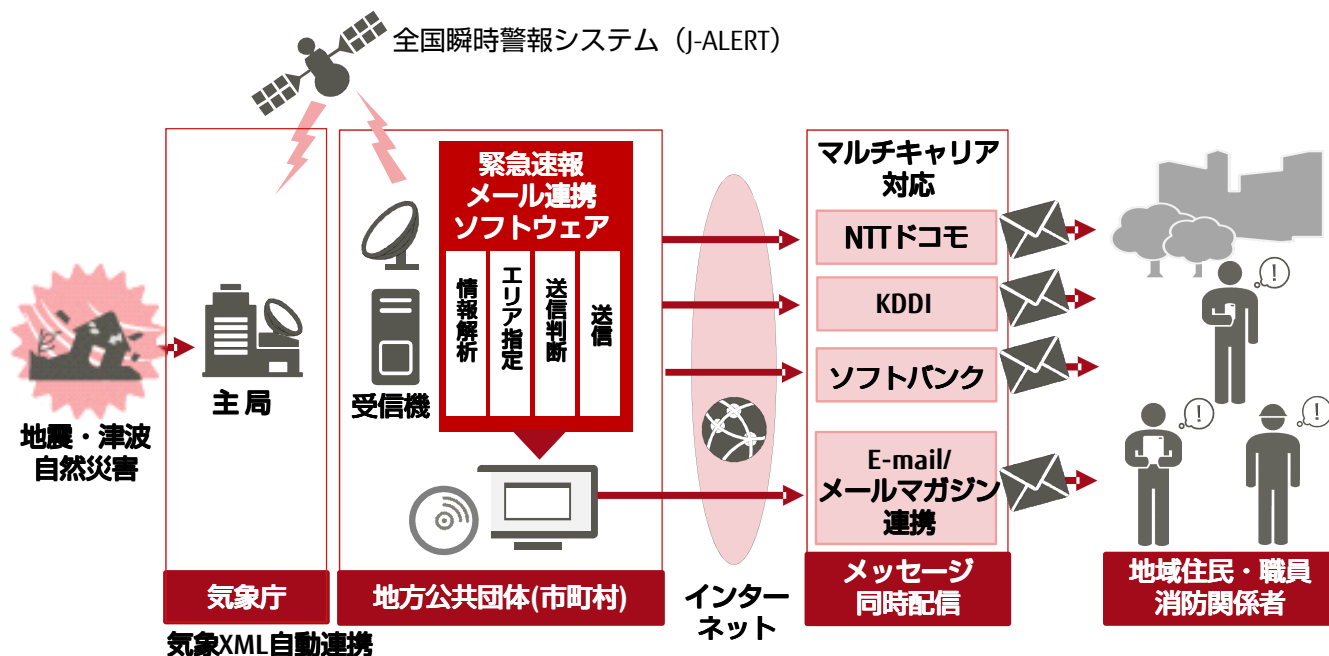 全国瞬時警報システム（J-ALERT）
地震・津波
自然災害
主局
気象庁
気象XML自動連携
受信機
緊急速報
メール連携
ソフトウェア
情報解析
エリア指定
送信判断
送信
地方公共団体(市町村)
インター
ネット
マルチキャリア
対応
NTTドコモ
KDDI
ソフトバンク
E-mail/
メールマガジン
連携
メッセージ
同時配信
!
!
!
地域住民・職員
消防関係者